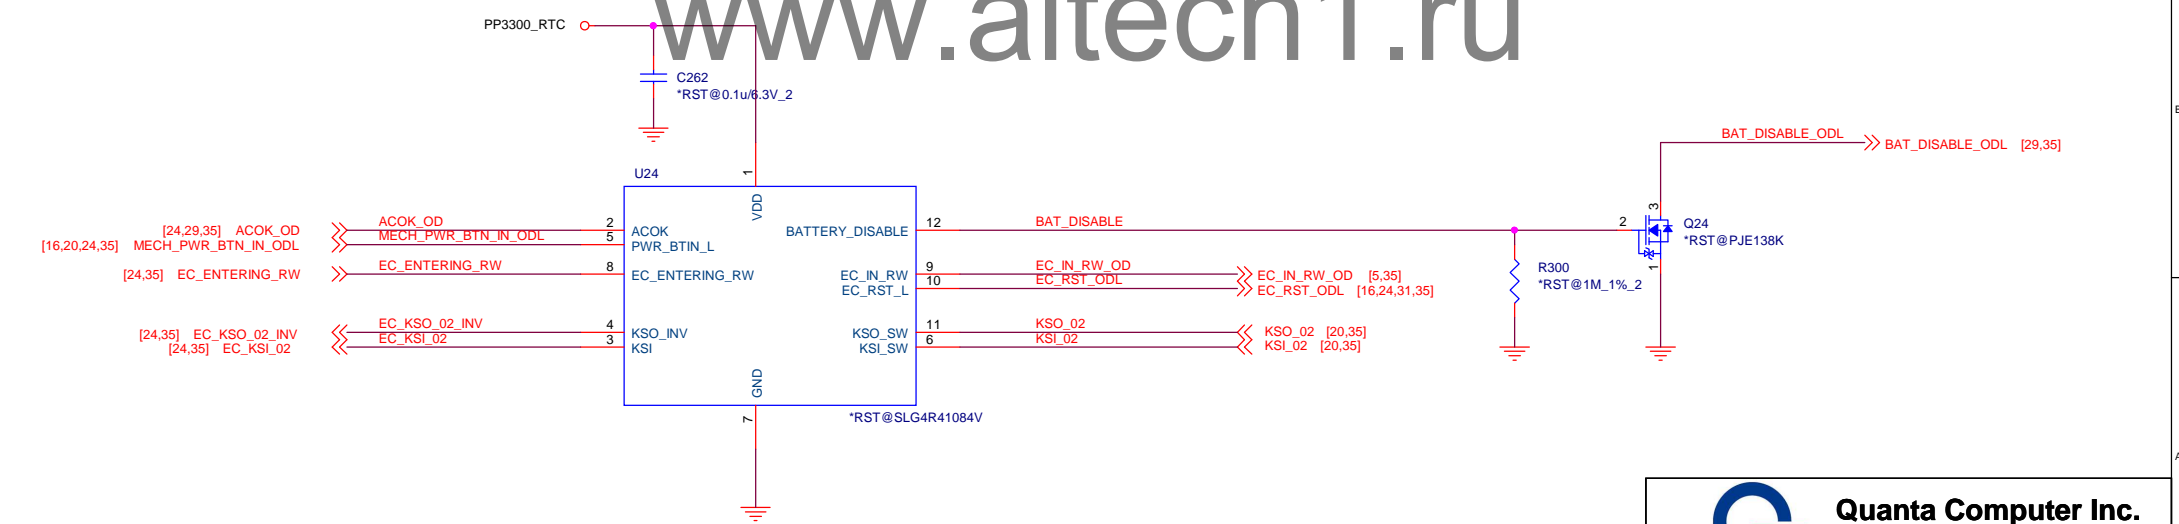 www.altech1.ru
PP3300_RTC
C262
*RST@0.1u/6.3V_2
B
BAT_DISABLE_ODL
BAT_DISABLE_ODL [29,35]
U24
1
VDD
[24,29,35] ACOK_OD
ACOK_OD
2
ACOK
[16,20,24,35] MECH_PWR_BTN_IN_ODL
MECH_PWR_BTN_IN_ODL
5
PWR_BTIN_L
BATTERY_DISABLE
12
BAT_DISABLE
2
3
1
Q24
*RST@PJE138K
[24,35] EC_ENTERING_RW
EC_ENTERING_RW
8
EC_ENTERING_RW
EC_IN_RW
9
EC_IN_RW_OD
EC_IN_RW_OD [5,35]
EC_RST_L
10
EC_RST_ODL
EC_RST_ODL [16,24,31,35]
R300
*RST@1M_1%_2
[24,35] EC_KSO_02_INV
EC_KSO_02_INV
4
KSO_INV
[24,35] EC_KSI_02
EC_KSI_02
3
KSI
KSO_SW
11
KSO_02
KSO_02 [20,35]
KSI_SW
6
KSI_02
KSI_02 [20,35]
GND
7
*RST@SLG4R41084V
A
Quanta Computer Inc.